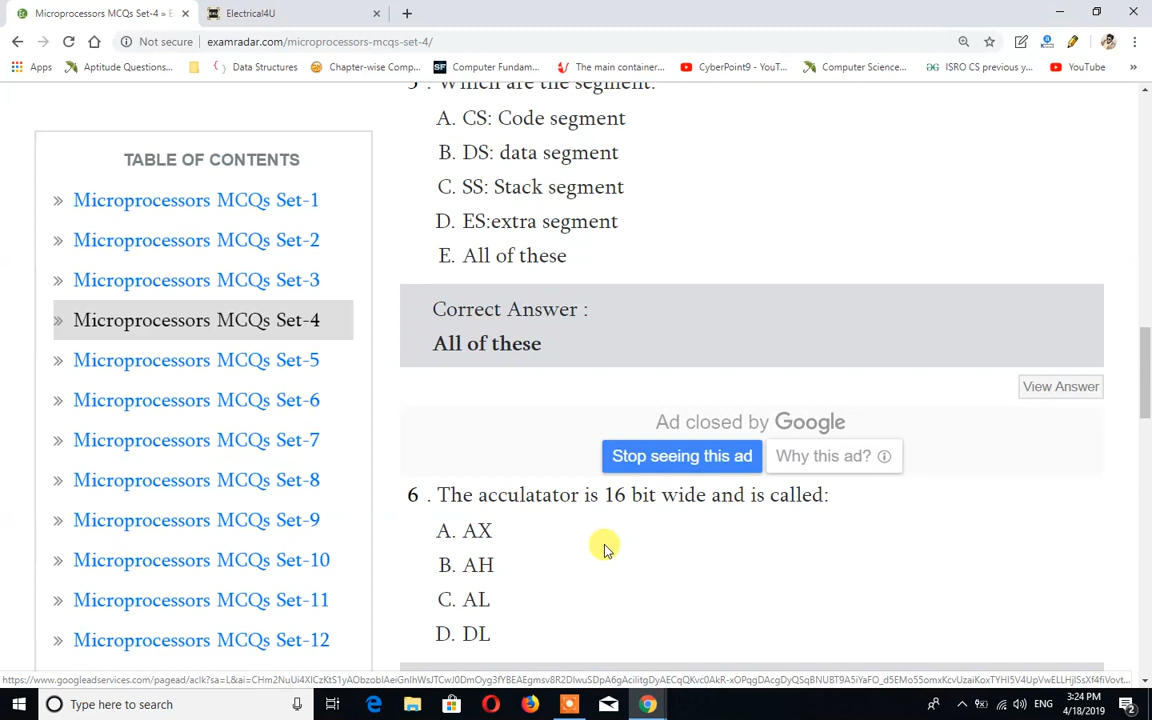 Microprocessors MCQs Set-4 » E
Electrical4U
Not secure
examradar.com/microprocessors-mcqs-set-4/
Apps
Aptitude Questions...
Data Structures
Chapter-wise Comp...
Computer Fundam...
The main container...
CyberPoint9 - YouT...
Computer Science...
ISRO CS previous y...
YouTube
TABLE OF CONTENTS
Microprocessors MCQs Set-1
Microprocessors MCQs Set-2
Microprocessors MCQs Set-3
Microprocessors MCQs Set-4
Microprocessors MCQs Set-5
Microprocessors MCQs Set-6
Microprocessors MCQs Set-7
Microprocessors MCQs Set-8
Microprocessors MCQs Set-9
Microprocessors MCQs Set-10
Microprocessors MCQs Set-11
Microprocessors MCQs Set-12
5 . Which are the segment:
A. CS: Code segment
B. DS: data segment
C. SS: Stack segment
D. ES:extra segment
E. All of these
Correct Answer :
All of these
View Answer
Ad closed by Google
Stop seeing this ad
Why this ad?
6 . The acculatator is 16 bit wide and is called:
A. AX
B. AH
C. AL
D. DL
Type here to search
ENG
3:24 PM
4/18/2019
2